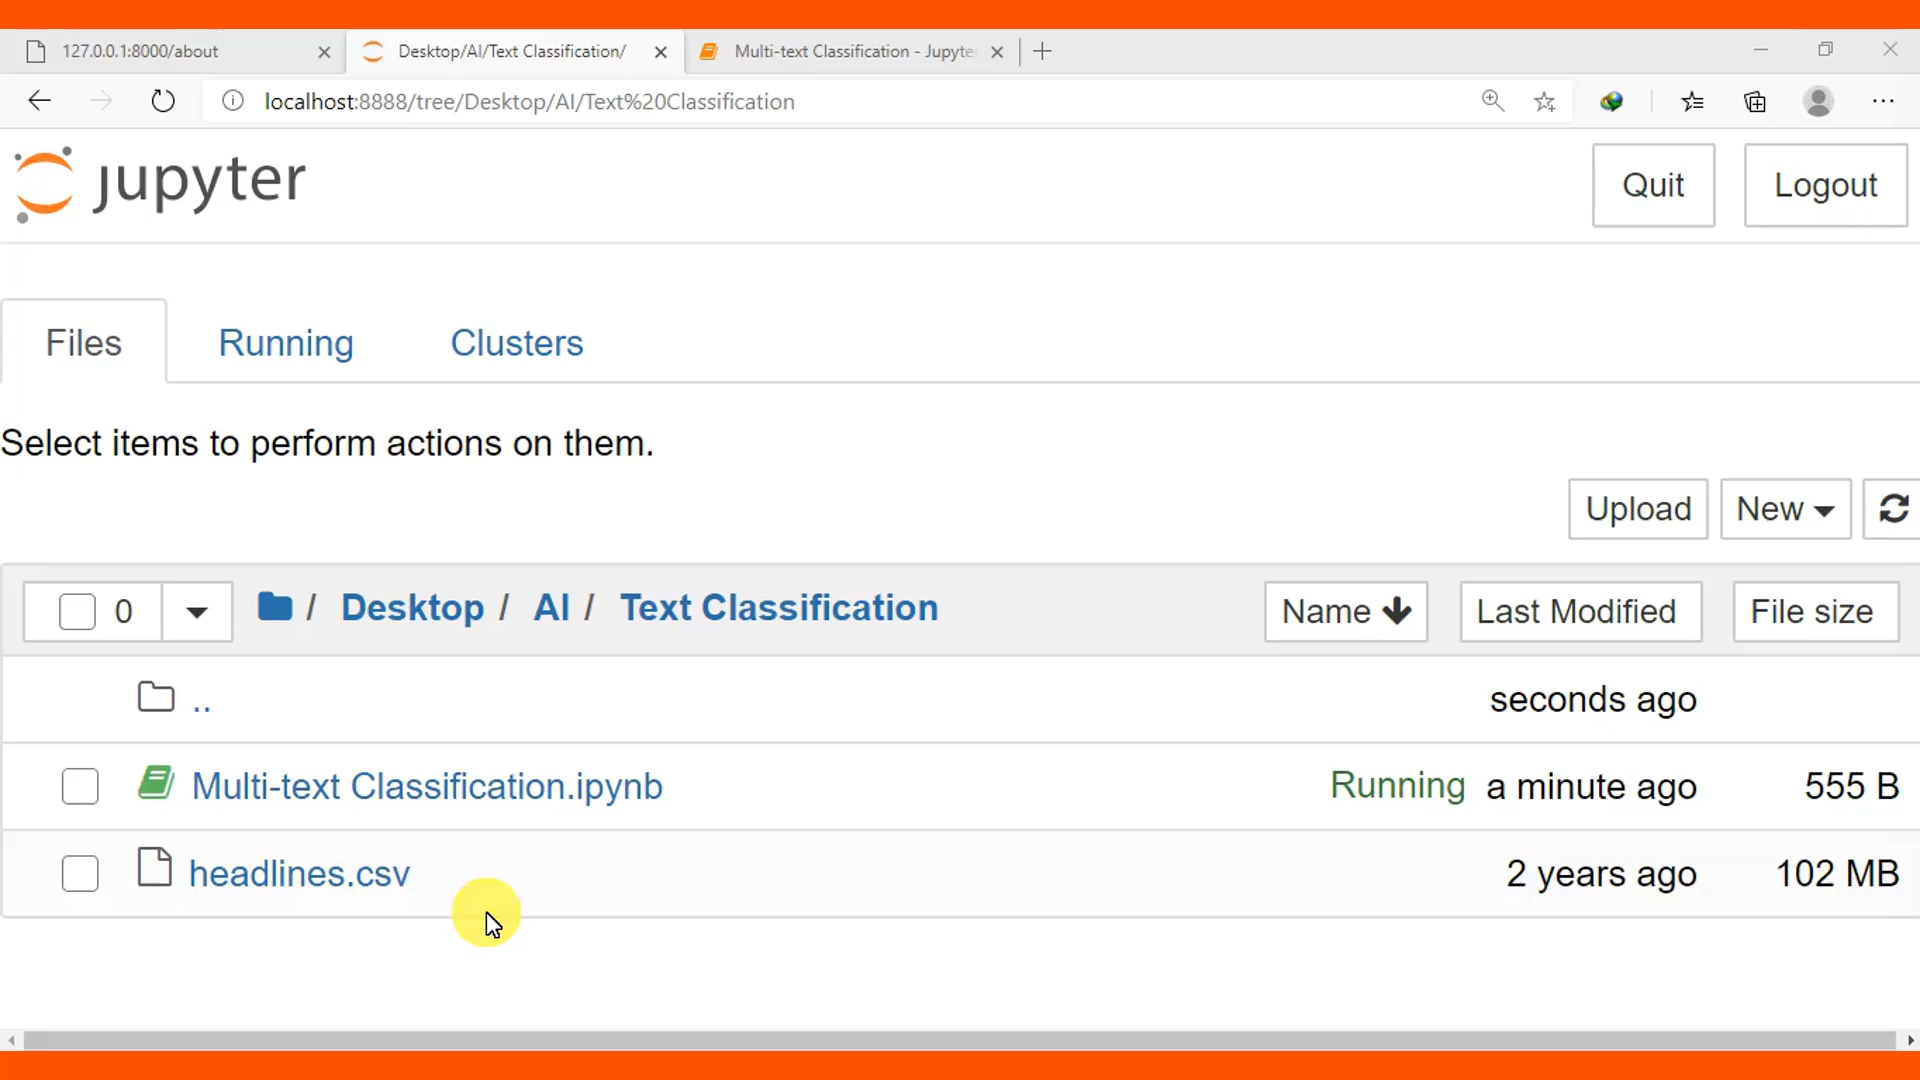 127.0.0.1:8000/about
Desktop/AI/Text Classification/
Multi-text Classification - Jupyte
localhost:8888/tree/Desktop/AI/Text%20Classification
jupyter
Quit
Logout
Files
Running
Clusters
Select items to perform actions on them.
Upload
New
0
/ Desktop / AI / Text Classification
Name
Last Modified
File size
..
seconds ago
Multi-text Classification.ipynb
Running
a minute ago
555 B
headlines.csv
2 years ago
102 MB